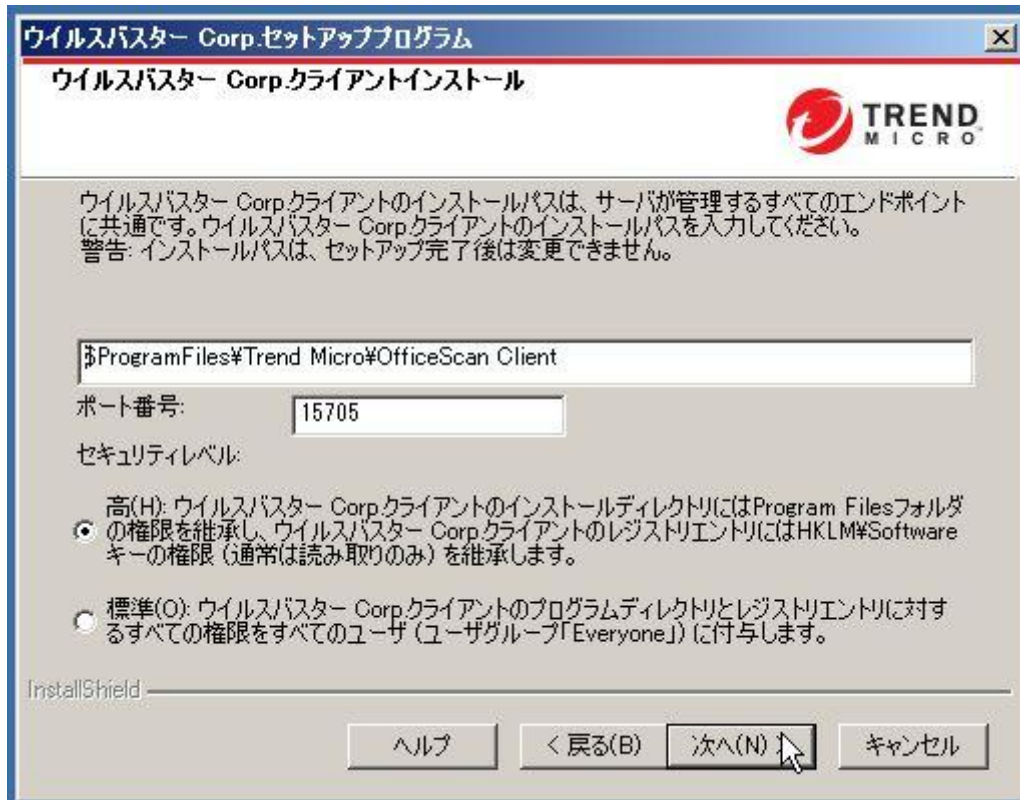 ウイルスバスター Corp.セットアッププログラム
ウイルスバスター Corp.クライアントインストール
TREND
MICRO
ウイルスバスター Corp.クライアントのインストールパスは、サーバが管理するすべてのエンドポイント
に共通です。ウイルスバスター Corp.クライアントのインストールパスを入力してください。
警告: インストールパスは、セットアップ完了後は変更できません。
$ProgramFiles¥Trend Micro¥OfficeScan Client
ポート番号:
15705
セキュリティレベル:
高(H): ウイルスバスター Corp.クライアントのインストールディレクトリにはProgram Filesフォルダ
の権限を継承し、ウイルスバスター Corp.クライアントのレジストリエントリにはHKLM¥Software
キーの権限 (通常は読み取りのみ) を継承します。
標準(O): ウイルスバスター Corp.クライアントのプログラムディレクトリとレジストリエントリに対す
るすべての権限をすべてのユーザ (ユーザグループ「Everyone」) に付与します。
InstallShield
ヘルプ
< 戻る(B)
次へ(N) >
キャンセル